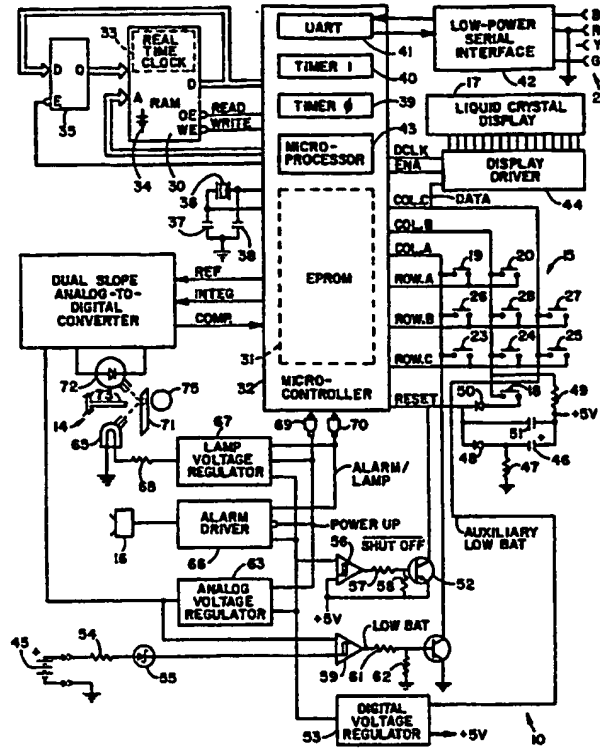 33
REAL
TIME
CLOCK
D
O
A
RAM
D
E
OE
READ
WE
WRITE
35
34
30
UART
41
TIMER 1
40
TIMER 0
39
MICRO-
PROCESSOR
43
EPROM
31
32
MICRO-
CONTROLLER
LOW-POWER
SERIAL
INTERFACE
42
B
R
Y
G
2
17
LIQUID CRYSTAL
DISPLAY
DCLK
ENA
DISPLAY
DRIVER
44
COL.C
DATA
COL.B
COL.A
19
20
15
ROW.A
26
28
27
ROW.B
23
24
25
ROW.C
RESET
50
18
49
+5V
51
48
+
46
47
36
37
38
DUAL SLOPE
ANALOG-TO-
DIGITAL
CONVERTER
REF
INTEG
COMP.
72
73
75
14
71
65
68
67
LAMP
VOLTAGE
REGULATOR
69
70
ALARM/
LAMP
16
ALARM
DRIVER
66
POWER UP
56
SHUT OFF
57
58
52
+5V
AUXILIARY
LOW BAT
63
ANALOG
VOLTAGE
REGULATOR
45
+
54
55
LOW BAT
59
61
62
53
DIGITAL
VOLTAGE
REGULATOR
+5V
10